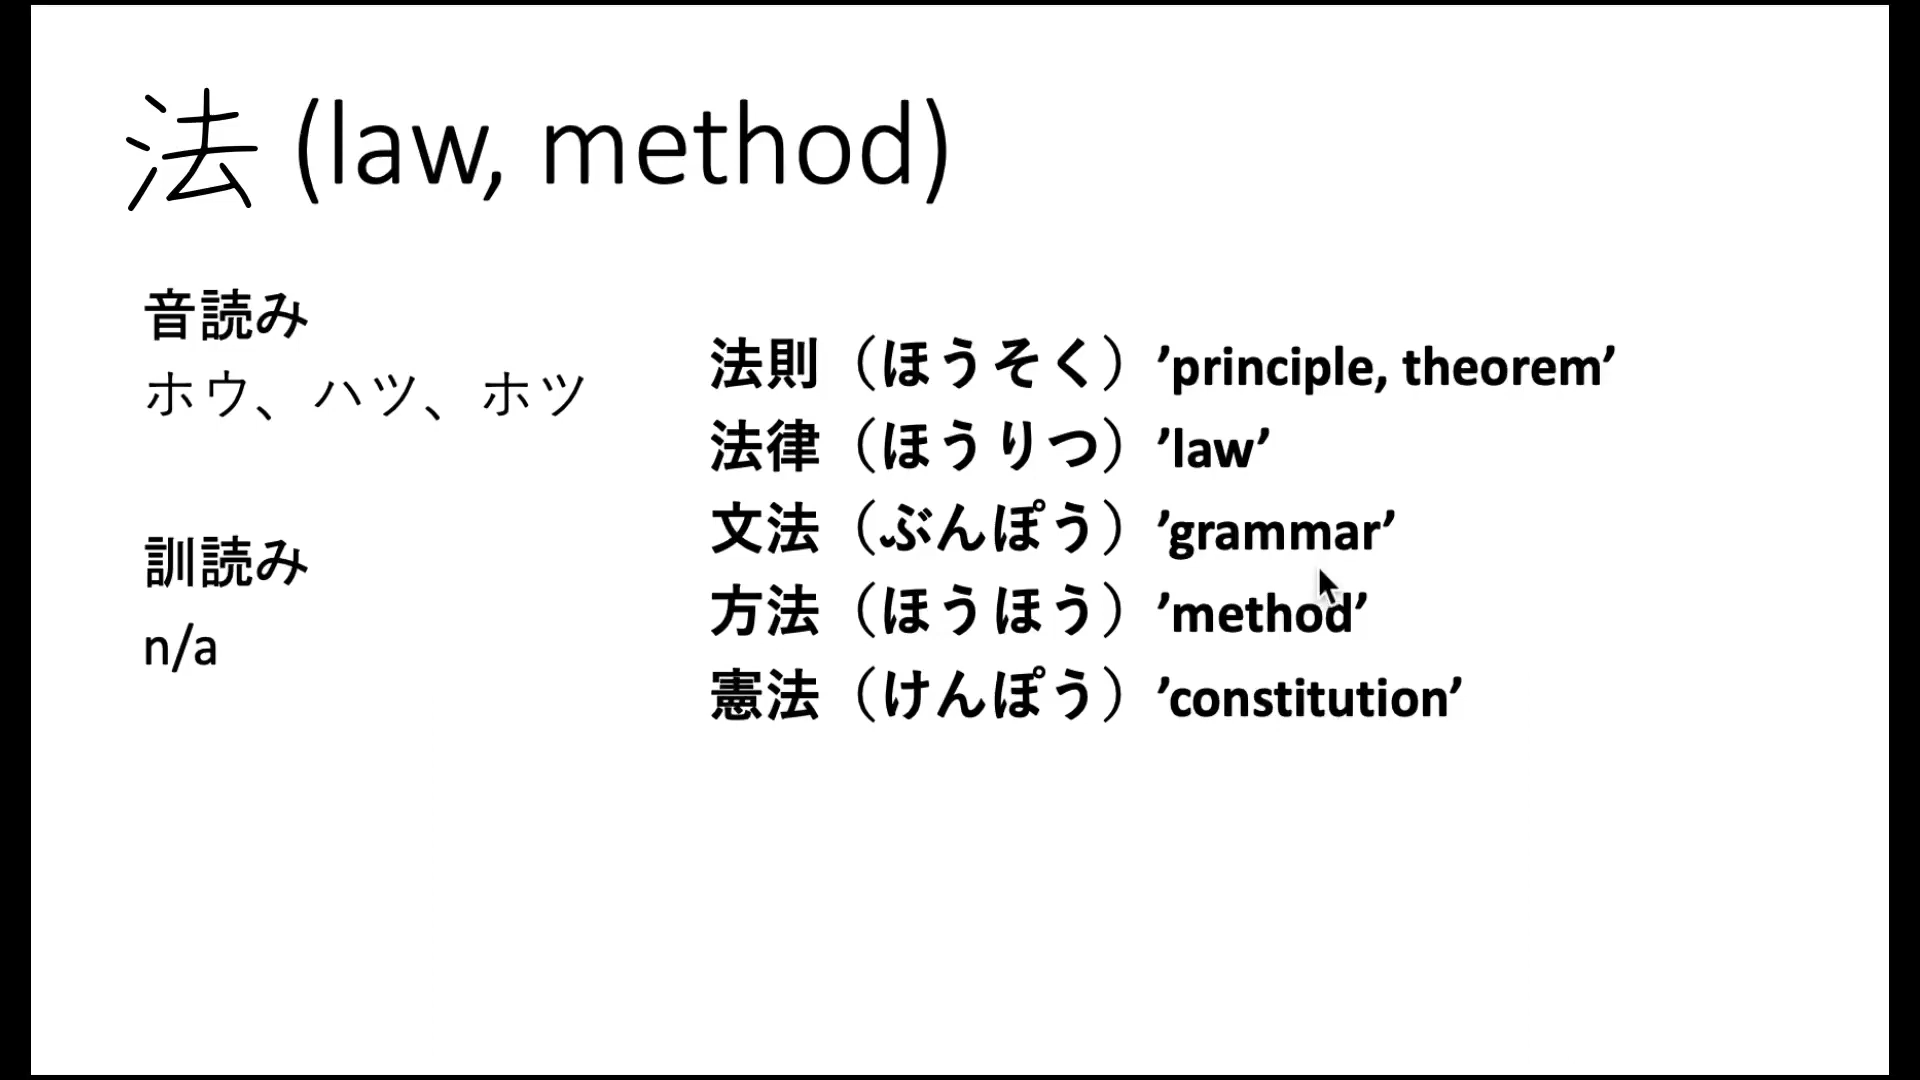 法 (law, method)
音読み
ホウ、ハツ、ホツ
訓読み
n/a
法則（ほうそく）’principle, theorem’
法律（ほうりつ）’law’
文法（ぶんぽう）’grammar’
方法（ほうほう）’method’
憲法（けんぽう）’constitution’